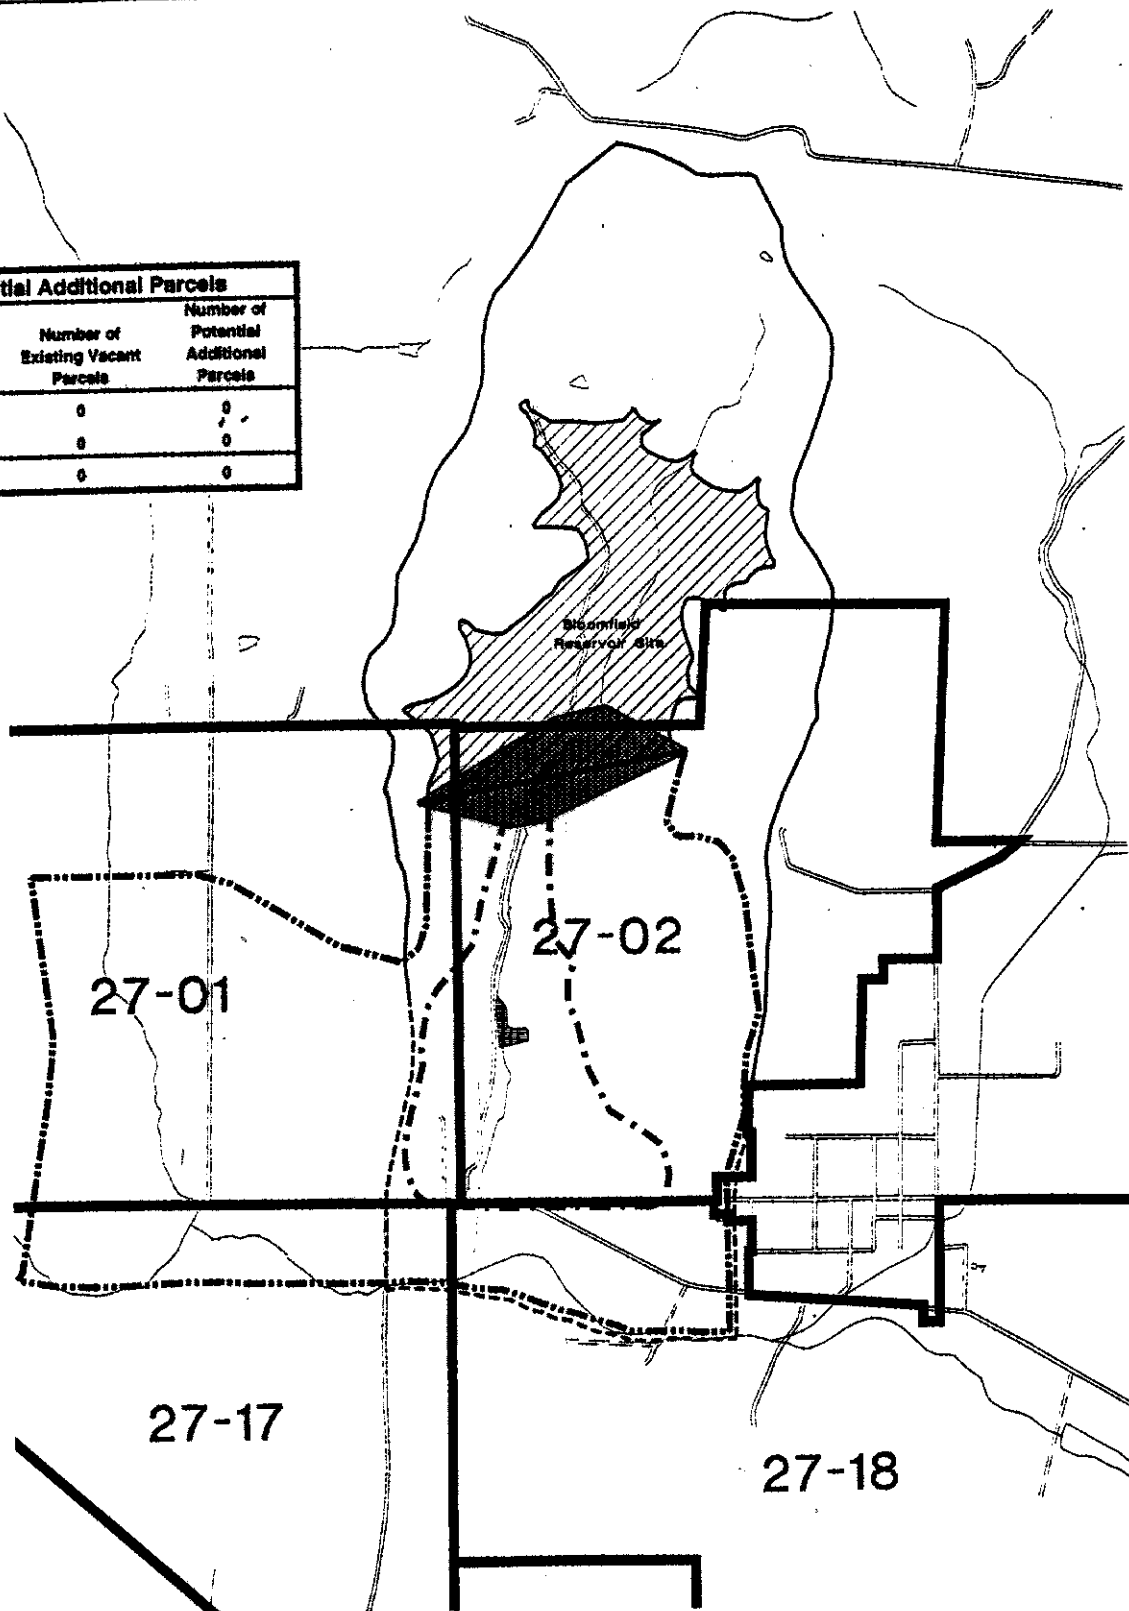 tial Additional Parcels
Number of
Existing Vacant
Parcels
Number of
Potential
Additional
Parcels
0 0
0 0
0 0
Bloomfield
Reservoir Site
27-02
27-01
27-17
27-18